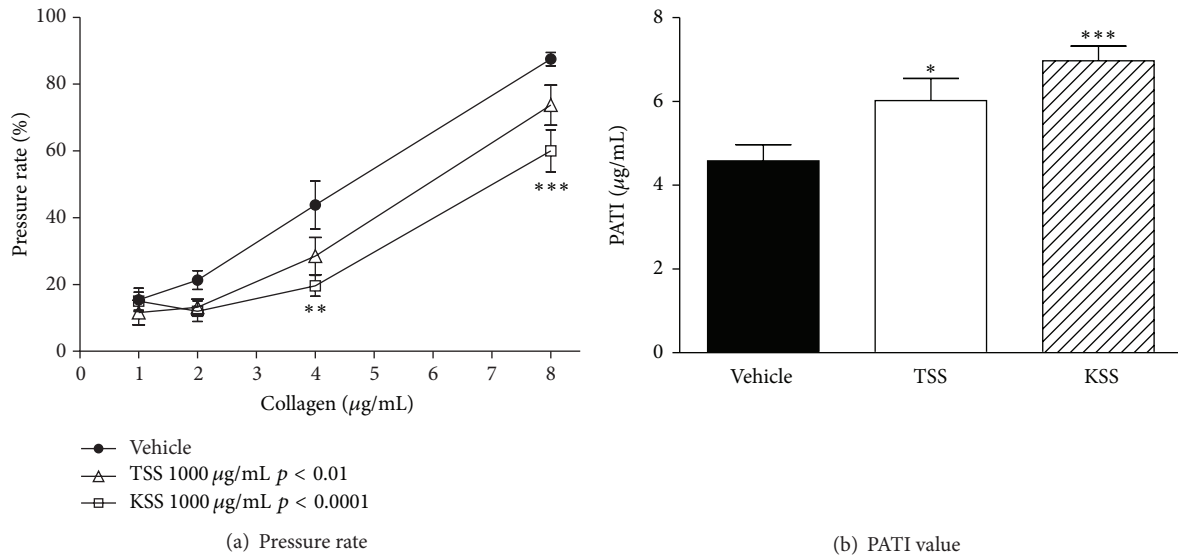 100
80
60
40
20
0
Pressure rate (%)
**
***
0 1 2 3 4 5 6 7 8
Collagen (μg/mL)
Vehicle
TSS 1000 μg/mL p < 0.01
KSS 1000 μg/mL p < 0.0001
(a) Pressure rate
8
6
4
2
0
PATI (μg/mL)
*
***
Vehicle TSS KSS
(b) PATI value